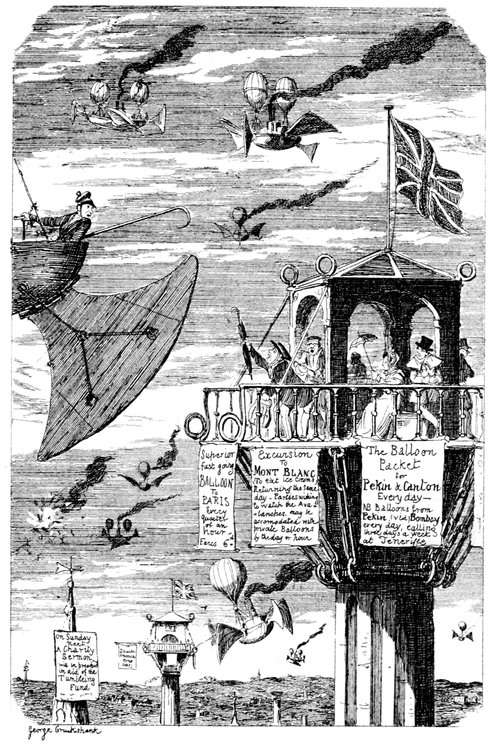 Superior
fast going
BALLOON
To
PARIS
Every
quarter
of an
hour
Fares 6
Excursion
To
MONT BLANC
To eat ice Cream &
Returning the same
day - Parties wishing
to watch the Ava-
-lanches, may be
accomodated with
private Balloons
by the day or hour
The Balloon
Packet
for
Pekin & Canton
Every day—
NB Balloons from
Pekin (via) Bombay
every day, calling
three days a week
at Teneriffe
On Sunday
next
A Charity
Sermon
will be preached
in aid of the
Tumbling
Fund
George Cruikshank